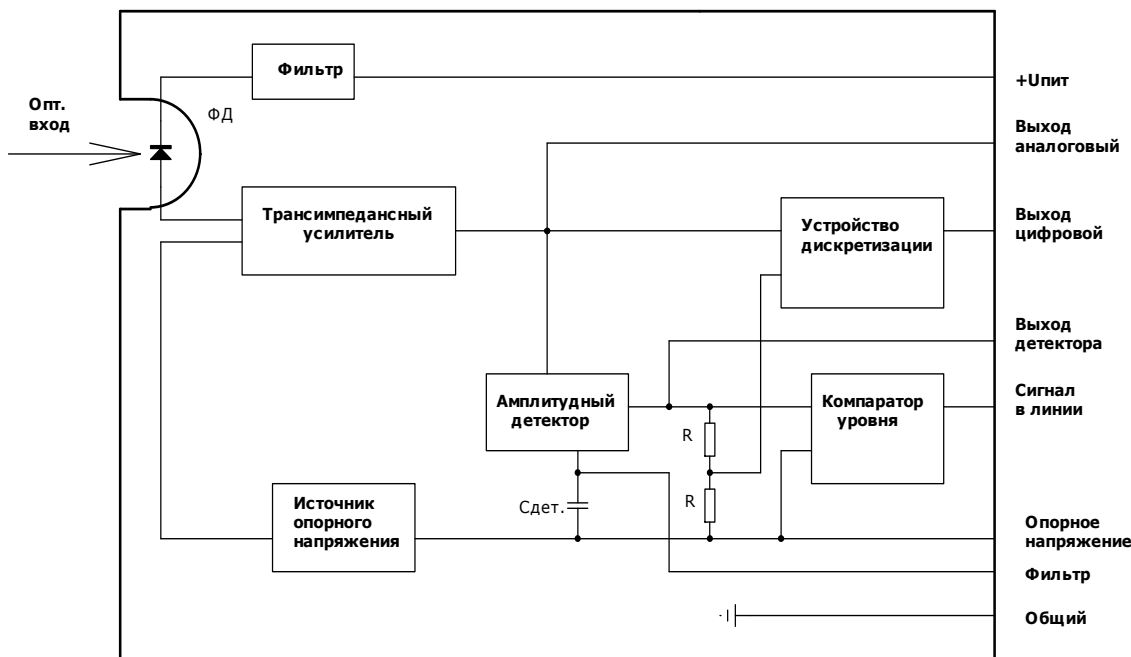 Фильтр
+Uпит
Опт.
вход
ФД
Выход
аналоговый
Трансимпедансный
усилитель
Устройство
дискретизации
Выход
цифровой
Выход
детектора
Амплитудный
детектор
R
Компаратор
уровня
Сигнал
в линии
Источник
опорного
напряжения
Сдет.
R
Опорное
напряжение
Фильтр
Общий